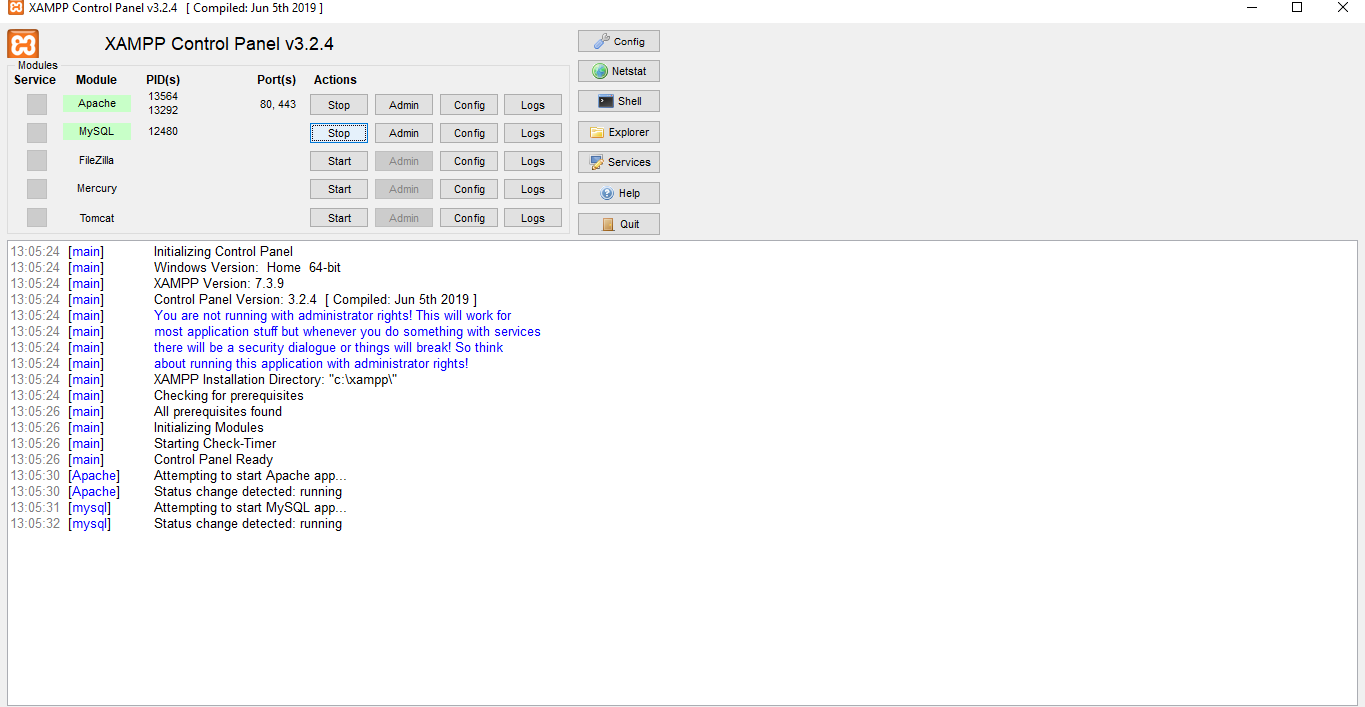 XAMPP Control Panel v3.2.4 [ Compiled: Jun 5th 2019 ]
XAMPP Control Panel v3.2.4
Modules
Service Module PID(s) Port(s) Actions
Apache 13564 13292 80, 443 Stop Admin Config Logs
MySQL 12480 Stop Admin Config Logs
FileZilla Start Admin Config Logs
Mercury Start Admin Config Logs
Tomcat Start Admin Config Logs
Config
Netstat
Shell
Explorer
Services
Help
Quit
13:05:24 [main] Initializing Control Panel
13:05:24 [main] Windows Version: Home 64-bit
13:05:24 [main] XAMPP Version: 7.3.9
13:05:24 [main] Control Panel Version: 3.2.4 [ Compiled: Jun 5th 2019 ]
13:05:24 [main] You are not running with administrator rights! This will work for
13:05:24 [main] most application stuff but whenever you do something with services
13:05:24 [main] there will be a security dialogue or things will break! So think
13:05:24 [main] about running this application with administrator rights!
13:05:24 [main] XAMPP Installation Directory: "c:\xampp\"
13:05:24 [main] Checking for prerequisites
13:05:26 [main] All prerequisites found
13:05:26 [main] Initializing Modules
13:05:26 [main] Starting Check-Timer
13:05:26 [main] Control Panel Ready
13:05:30 [Apache] Attempting to start Apache app...
13:05:30 [Apache] Status change detected: running
13:05:31 [mysql] Attempting to start MySQL app...
13:05:32 [mysql] Status change detected: running